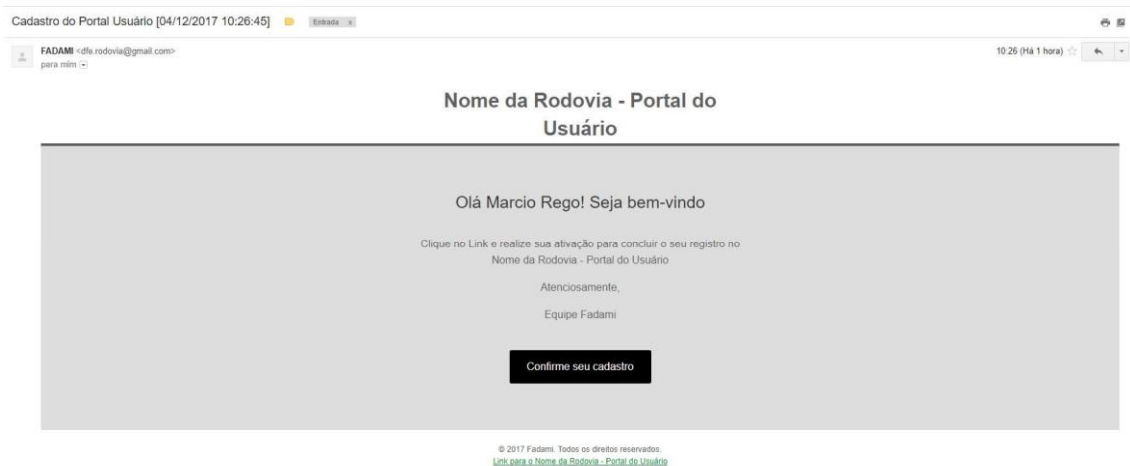 Cadastro do Portal Usuário [04/12/2017 10:26:45] Entrada x
FADAMI <dfe.rodovia@gmail.com> 10:26 (Há 1 hora)
para mim
Nome da Rodovia - Portal do
Usuário
Olá Marcio Rego! Seja bem-vindo
Clique no Link e realize sua ativação para concluir o seu registro no
Nome da Rodovia - Portal do Usuário
Atenciosamente,
Equipe Fadami
Confirme seu cadastro
© 2017 Fadami. Todos os direitos reservados.
Link para o Nome da Rodovia - Portal do Usuário